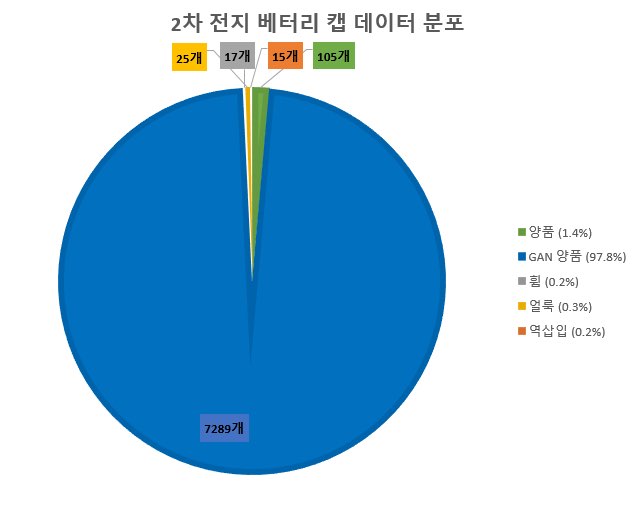 2차 전지 베터리 캡 데이터 분포
25개
17개
15개
105개
7289개
양품 (1.4%)
GAN 양품 (97.8%)
휨 (0.2%)
얼룩 (0.3%)
역삽입 (0.2%)